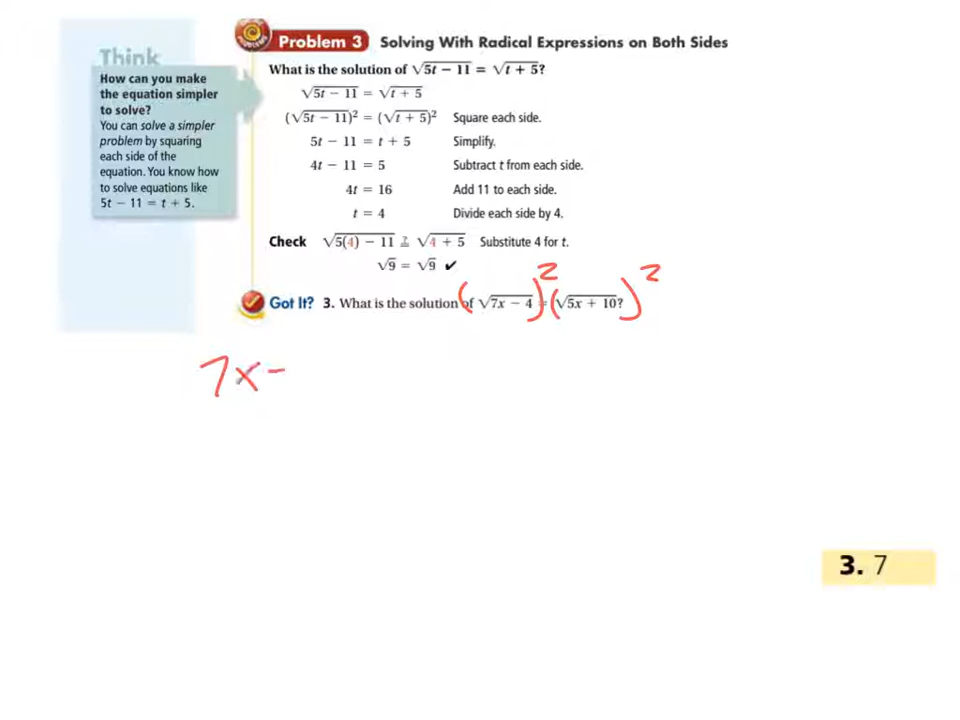 Think
How can you make
the equation simpler
to solve?
You can solve a simpler
problem by squaring
each side of the
equation. You know how
to solve equations like
5t − 11 = t + 5.
Problem 3 Solving With Radical Expressions on Both Sides
What is the solution of √5t − 11 = √t + 5?
√5t − 11 = √t + 5
(√5t − 11)² = (√t + 5)² Square each side.
5t − 11 = t + 5 Simplify.
4t − 11 = 5 Subtract t from each side.
4t = 16 Add 11 to each side.
t = 4 Divide each side by 4.
Check √5(4) − 11 ≟ √4 + 5 Substitute 4 for t.
√9 = √9 ✔
Got It? 3. What is the solution of (√7x − 4)² = (√5x + 10?)²
7x −
3. 7